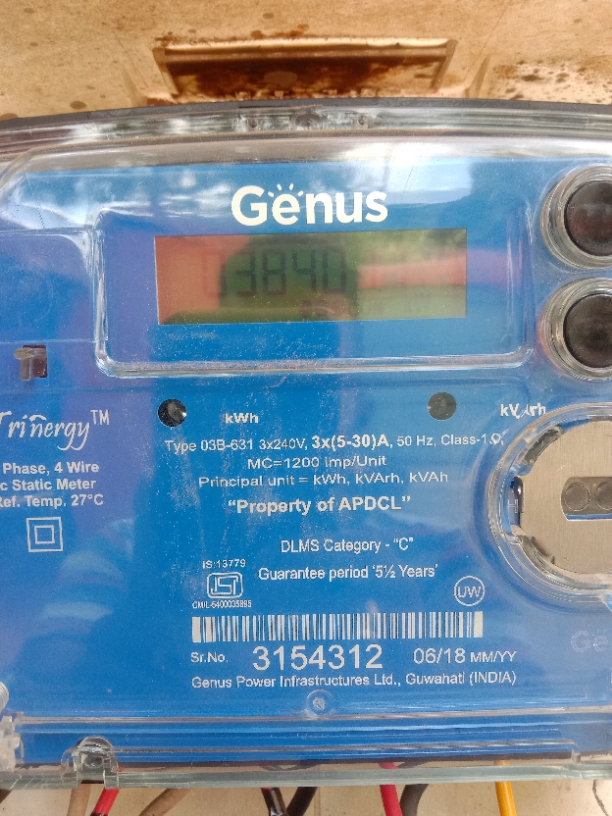 Genus
03840
Trinergy™
Phase, 4 Wire
c Static Meter
Ref. Temp. 27°C
kWh
Type 03B-631 3x240V, 3x(5-30)A, 50 Hz, Class-1.0,
MC=1200 Imp/Unit
Principal unit = kWh, kVArh, kVAh
"Property of APDCL"
DLMS Category - "C"
IS:13779
Guarantee period '5½ Years'
UW
Sr.No. 3154312 06/18 MM/YY
Genus Power Infrastructures Ltd., Guwahati (INDIA)